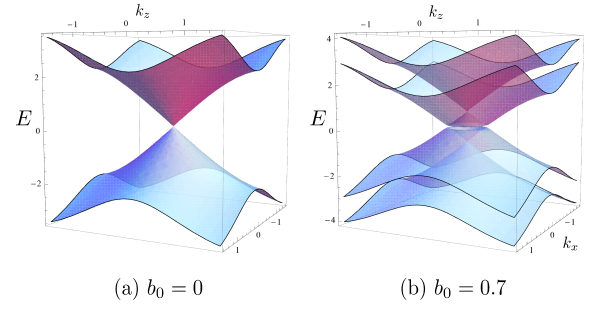 k_z k_z
−1 0 1 −1 0 1
E 2 0 −2 E 4 2 0 −2 −4
1 0 −1 1 0 −1 k_x
(a) b_0 = 0 (b) b_0 = 0.7